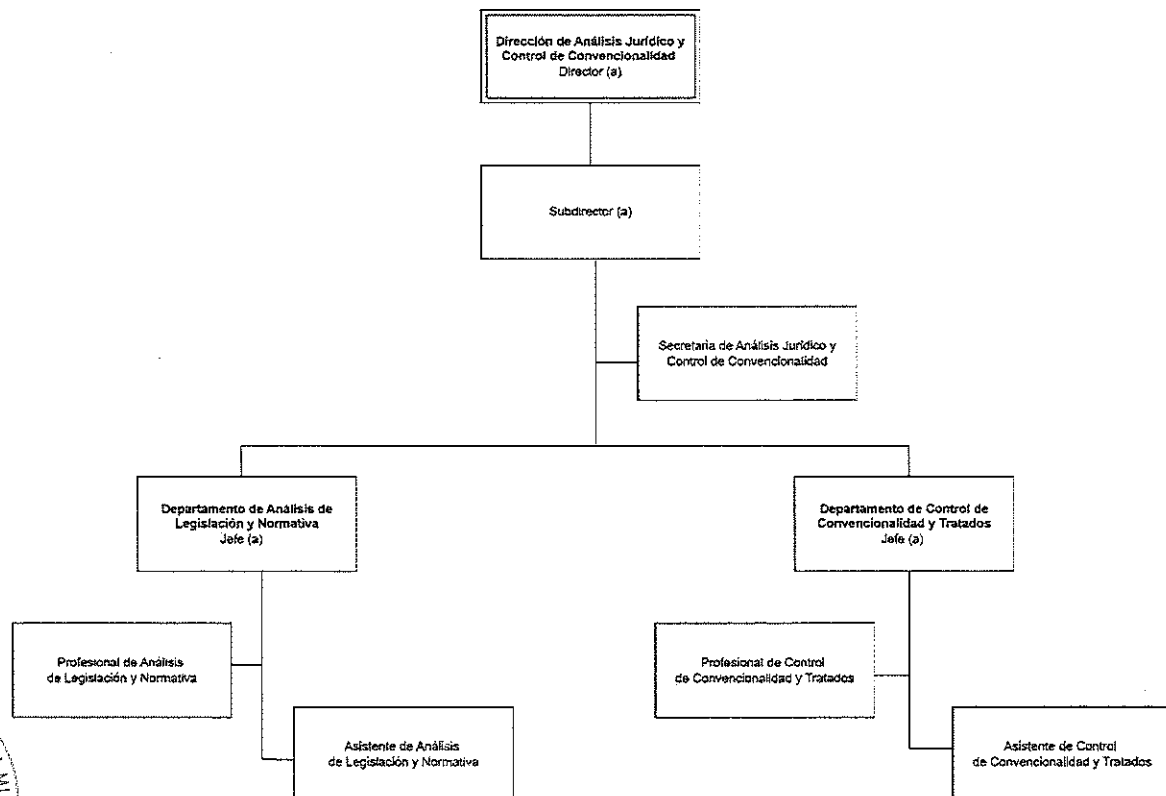 Dirección de Análisis Jurídico y
Control de Convencionalidad
Director (a)
Subdirector (a)
Secretaria de Análisis Jurídico y
Control de Convencionalidad
Departamento de Análisis de
Legislación y Normativa
Jefe (a)
Departamento de Control de
Convencionalidad y Tratados
Jefe (a)
Profesional de Análisis
de Legislación y Normativa
Profesional de Control
de Convencionalidad y Tratados
Asistente de Análisis
de Legislación y Normativa
Asistente de Control
de Convencionalidad y Tratados